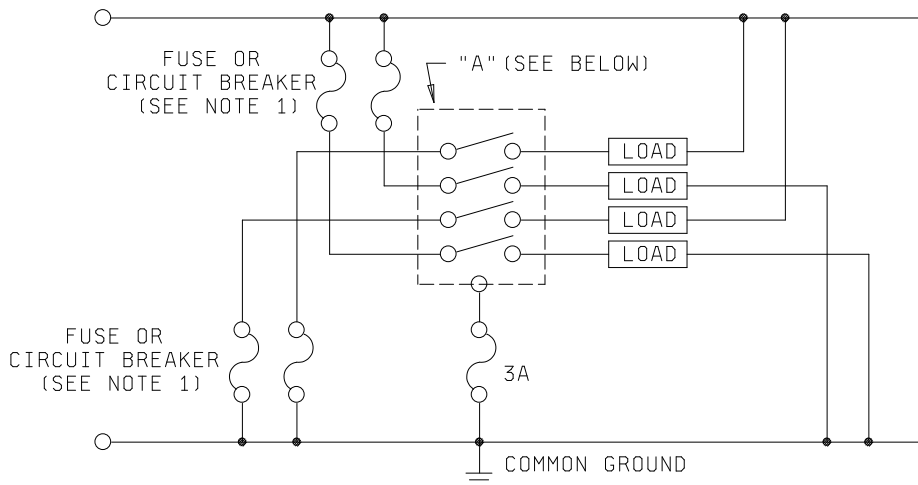 FUSE OR
CIRCUIT BREAKER
(SEE NOTE 1)
"A" (SEE BELOW)
LOAD
LOAD
LOAD
LOAD
FUSE OR
CIRCUIT BREAKER
(SEE NOTE 1)
3A
COMMON GROUND